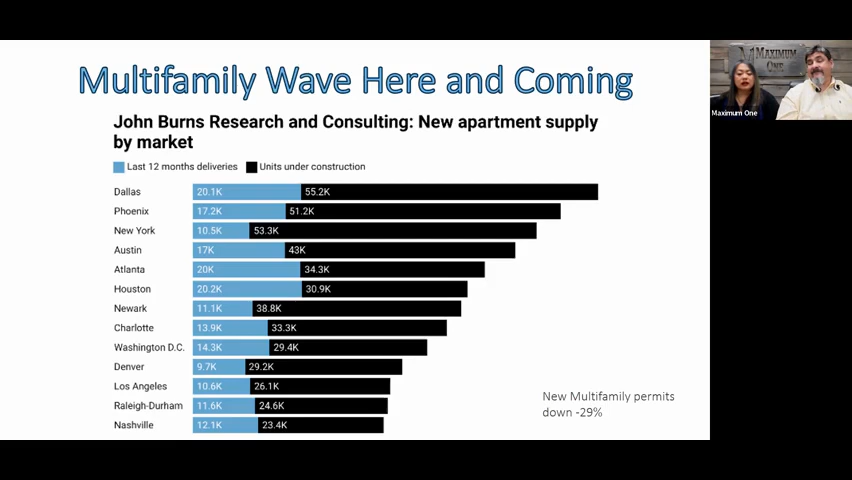 Multifamily Wave Here and Coming
John Burns Research and Consulting: New apartment supply
by market
Last 12 months deliveries Units under construction
Dallas 20.1K 55.2K
Phoenix 17.2K 51.2K
New York 10.5K 53.3K
Austin 17K 43K
Atlanta 20K 34.3K
Houston 20.2K 30.9K
Newark 11.1K 38.8K
Charlotte 13.9K 33.3K
Washington D.C. 14.3K 29.4K
Denver 9.7K 29.2K
Los Angeles 10.6K 26.1K
Raleigh-Durham 11.6K 24.6K
Nashville 12.1K 23.4K
New Multifamily permits
down -29%
MAXIMUM
ONE
Maximum One